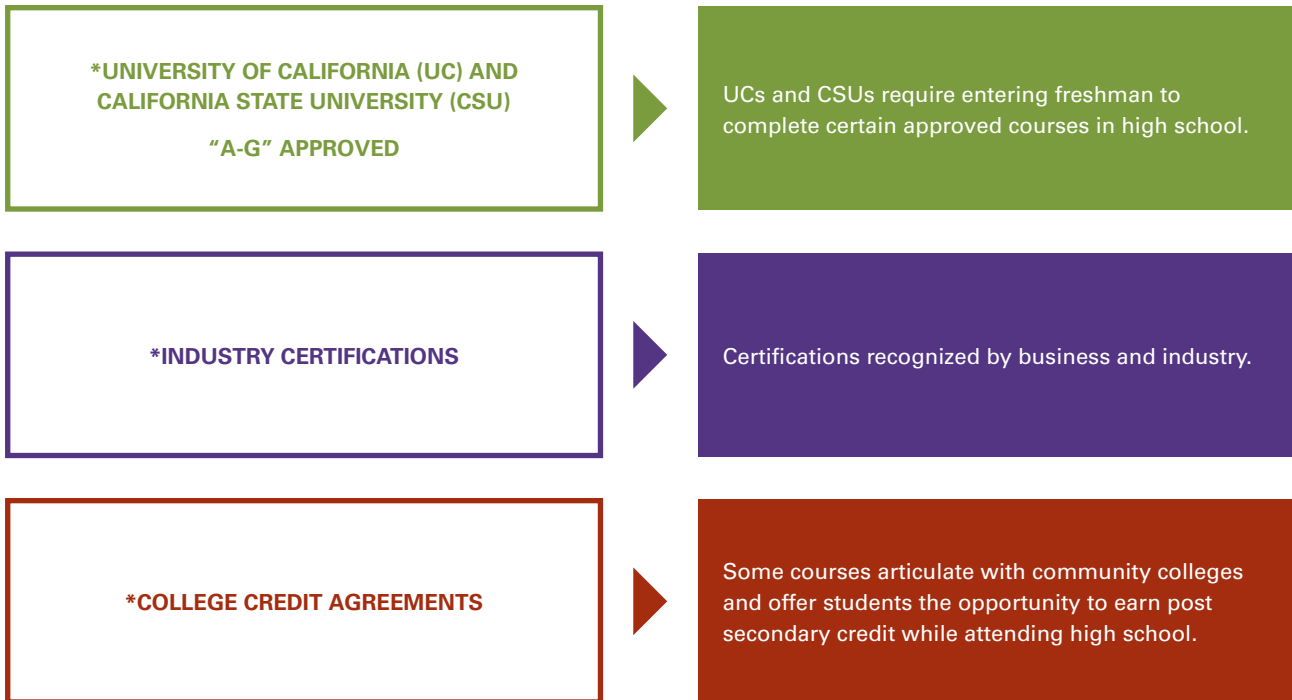 *UNIVERSITY OF CALIFORNIA (UC) AND
CALIFORNIA STATE UNIVERSITY (CSU)
“A-G” APPROVED
UCs and CSUs require entering freshman to
complete certain approved courses in high school.
*INDUSTRY CERTIFICATIONS
Certifications recognized by business and industry.
*COLLEGE CREDIT AGREEMENTS
Some courses articulate with community colleges
and offer students the opportunity to earn post
secondary credit while attending high school.